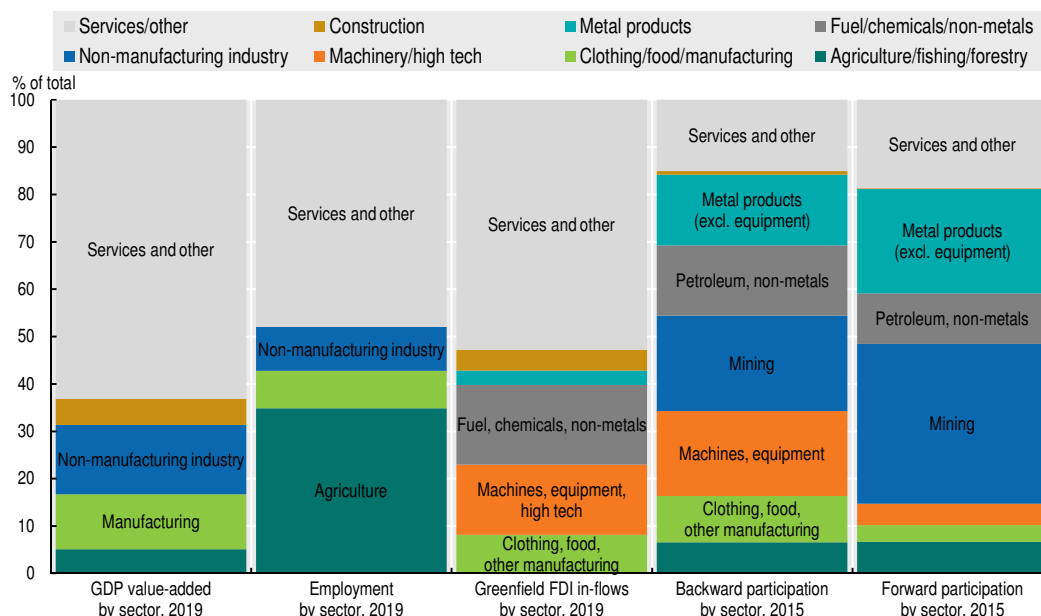 Services/other
Construction
Metal products
Fuel/chemicals/non-metals
Non-manufacturing industry
Machinery/high tech
Clothing/food/manufacturing
Agriculture/fishing/forestry
% of total
100
90
80
70
60
50
40
30
20
10
0
Services and other
Non-manufacturing industry
Manufacturing
Services and other
Non-manufacturing industry
Agriculture
Services and other
Fuel, chemicals, non-metals
Machines, equipment,
high tech
Clothing, food,
other manufacturing
Services and other
Metal products
(excl. equipment)
Petroleum, non-metals
Mining
Machines, equipment
Clothing, food,
other manufacturing
Services and other
Metal products
(excl. equipment)
Petroleum, non-metals
Mining
GDP value-added
by sector, 2019
Employment
by sector, 2019
Greenfield FDI in-flows
by sector, 2019
Backward participation
by sector, 2015
Forward participation
by sector, 2015